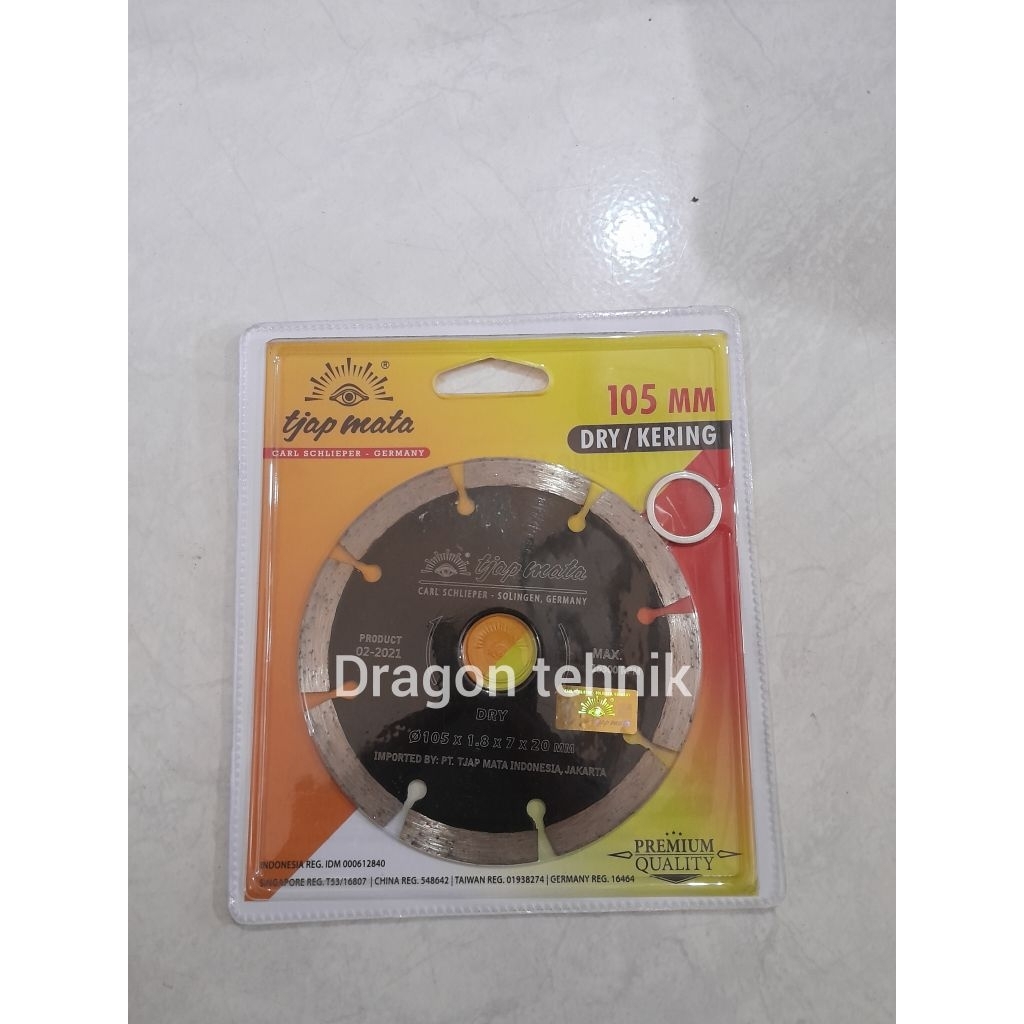 ®
tjap mata
CARL SCHLIEPER - GERMANY
105 MM
DRY/KERING
® tjap mata
CARL SCHLIEPER - SOLINGEN, GERMANY
PRODUCT
02-2021
MAX.
Dragon tehnik
tjap mata
DRY
Ø105 x 1.8 x 7 x 20 MM
IMPORTED BY: PT. TJAP MATA INDONESIA, JAKARTA
PREMIUM
QUALITY
INDONESIA REG. IDM 000612840
SINGAPORE REG. T53/16807 | CHINA REG. 548642 | TAIWAN REG. 01938274 | GERMANY REG. 16464